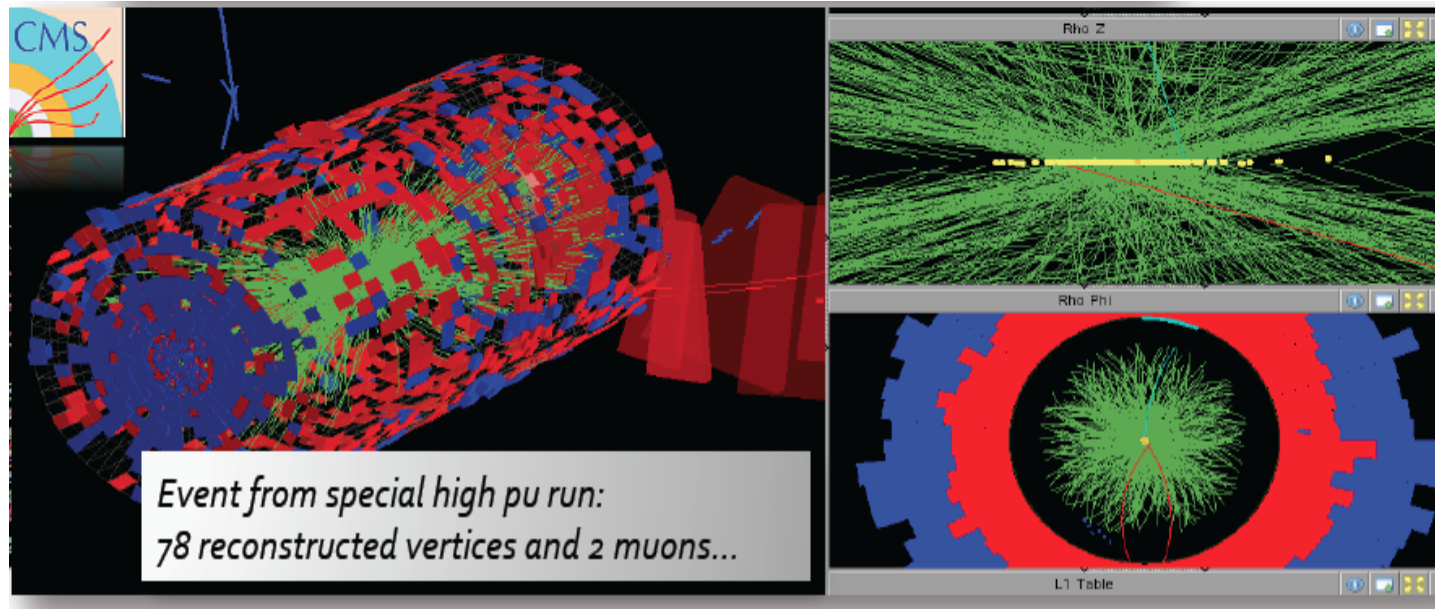 CMS
Rho Z
Rho Phi
Event from special high pu run:
78 reconstructed vertices and 2 muons...
L1 Table